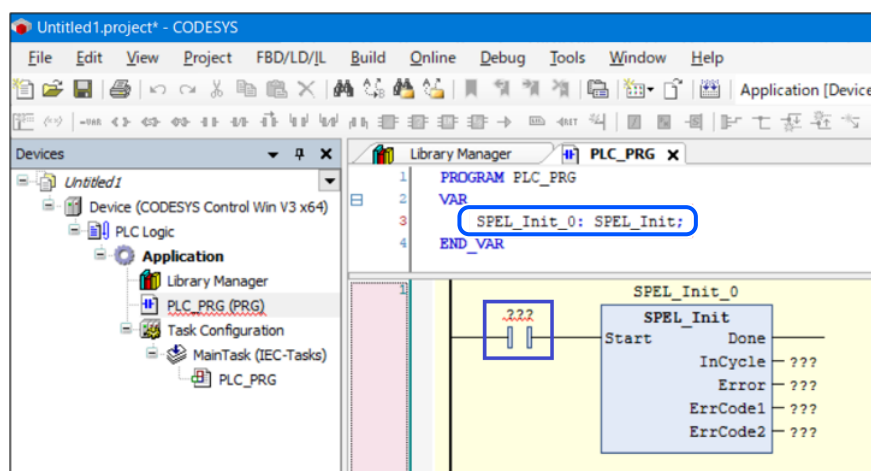 Untitled1.project* - CODESYS
File Edit View Project FBD/LD/IL Build Online Debug Tools Window Help
Application [Device
Devices
Library Manager
PLC_PRG
Untitled1
Device (CODESYS Control Win V3 x64)
PLC Logic
Application
Library Manager
PLC_PRG (PRG)
Task Configuration
MainTask (IEC-Tasks)
PLC_PRG
1 PROGRAM PLC_PRG
2 VAR
3 SPEL_Init_0: SPEL_Init;
4 END_VAR
1
SPEL_Init_0
???
SPEL_Init
Start Done
InCycle ???
Error ???
ErrCode1 ???
ErrCode2 ???